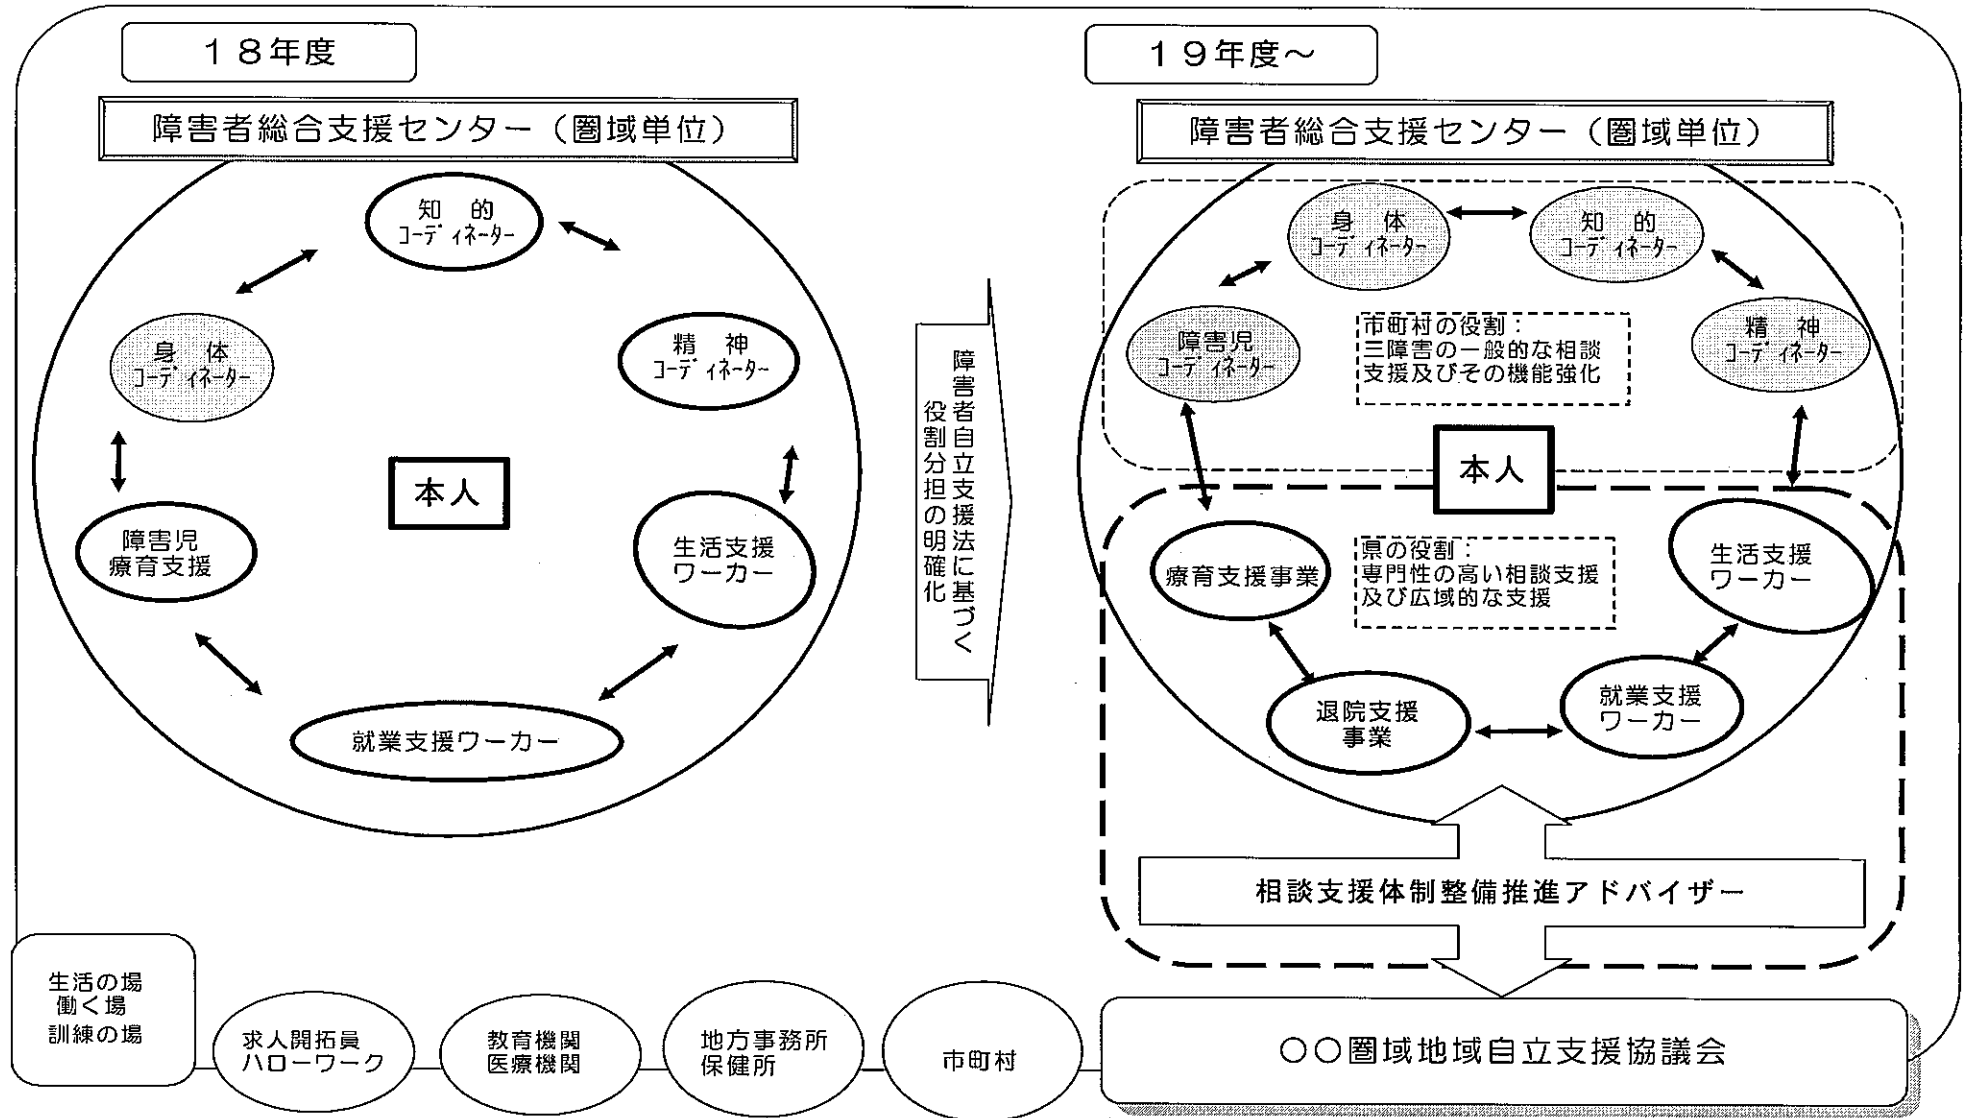 18年度
障害者総合支援センター（圏域単位）
知　的
コーディネーター
身　体
コーディネーター
精　神
コーディネーター
本人
障害児
療育支援
生活支援
ワーカー
就業支援ワーカー
障害者自立支援法に基づく
役割分担の明確化
19年度～
障害者総合支援センター（圏域単位）
身　体
コーディネーター
知　的
コーディネーター
障害児
コーディネーター
精　神
コーディネーター
市町村の役割：
三障害の一般的な相談
支援及びその機能強化
本人
県の役割：
専門性の高い相談支援
及び広域的な支援
療育支援事業
生活支援
ワーカー
退院支援
事業
就業支援
ワーカー
相談支援体制整備推進アドバイザー
生活の場
働く場
訓練の場
求人開拓員
ハローワーク
教育機関
医療機関
地方事務所
保健所
市町村
○○圏域地域自立支援協議会